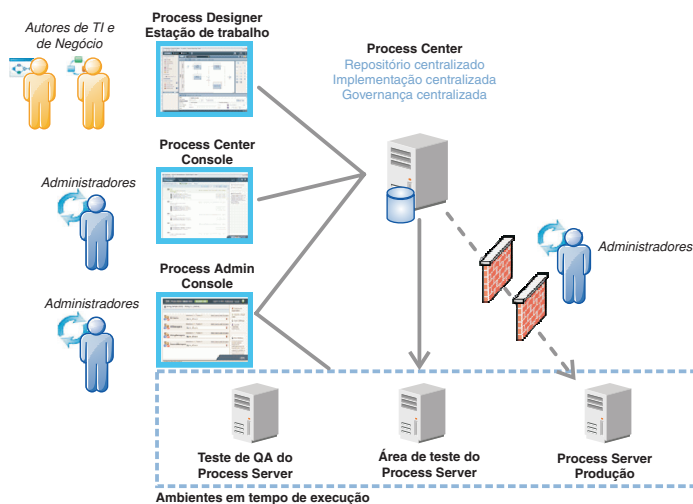 Autores de TI e
de Negócio
Process Designer
Estação de trabalho
Process Center
Repositório centralizado
Implementação centralizada
Governança centralizada
Process Center
Console
Administradores
Administradores
Process Admin
Console
Administradores
Teste de QA do
Process Server
Área de teste do
Process Server
Process Server
Produção
Ambientes em tempo de execução